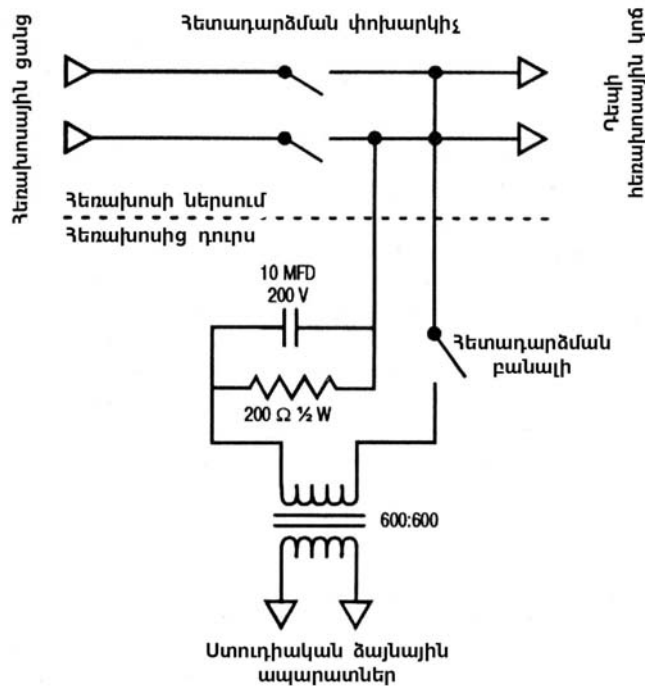 Հետադարձման փոխարկիչ
Հեռախոսային ցանց
Դեպի
հեռախոսային կոճ
Հեռախոսի ներսում
Հեռախոսից դուրս
10 MFD
200 V
Հետադարձման
բանալի
200 Ω ½ W
600:600
Ստուդիական ձայնային
ապարատներ